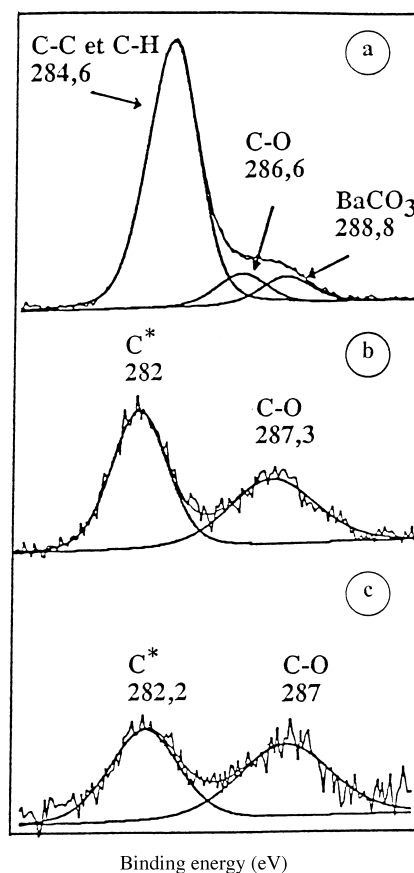 a
C-C et C-H
284,6
C-O
286,6
BaCO3
288,8
b
C*
282
C-O
287,3
c
C*
282,2
C-O
287
Binding energy (eV)